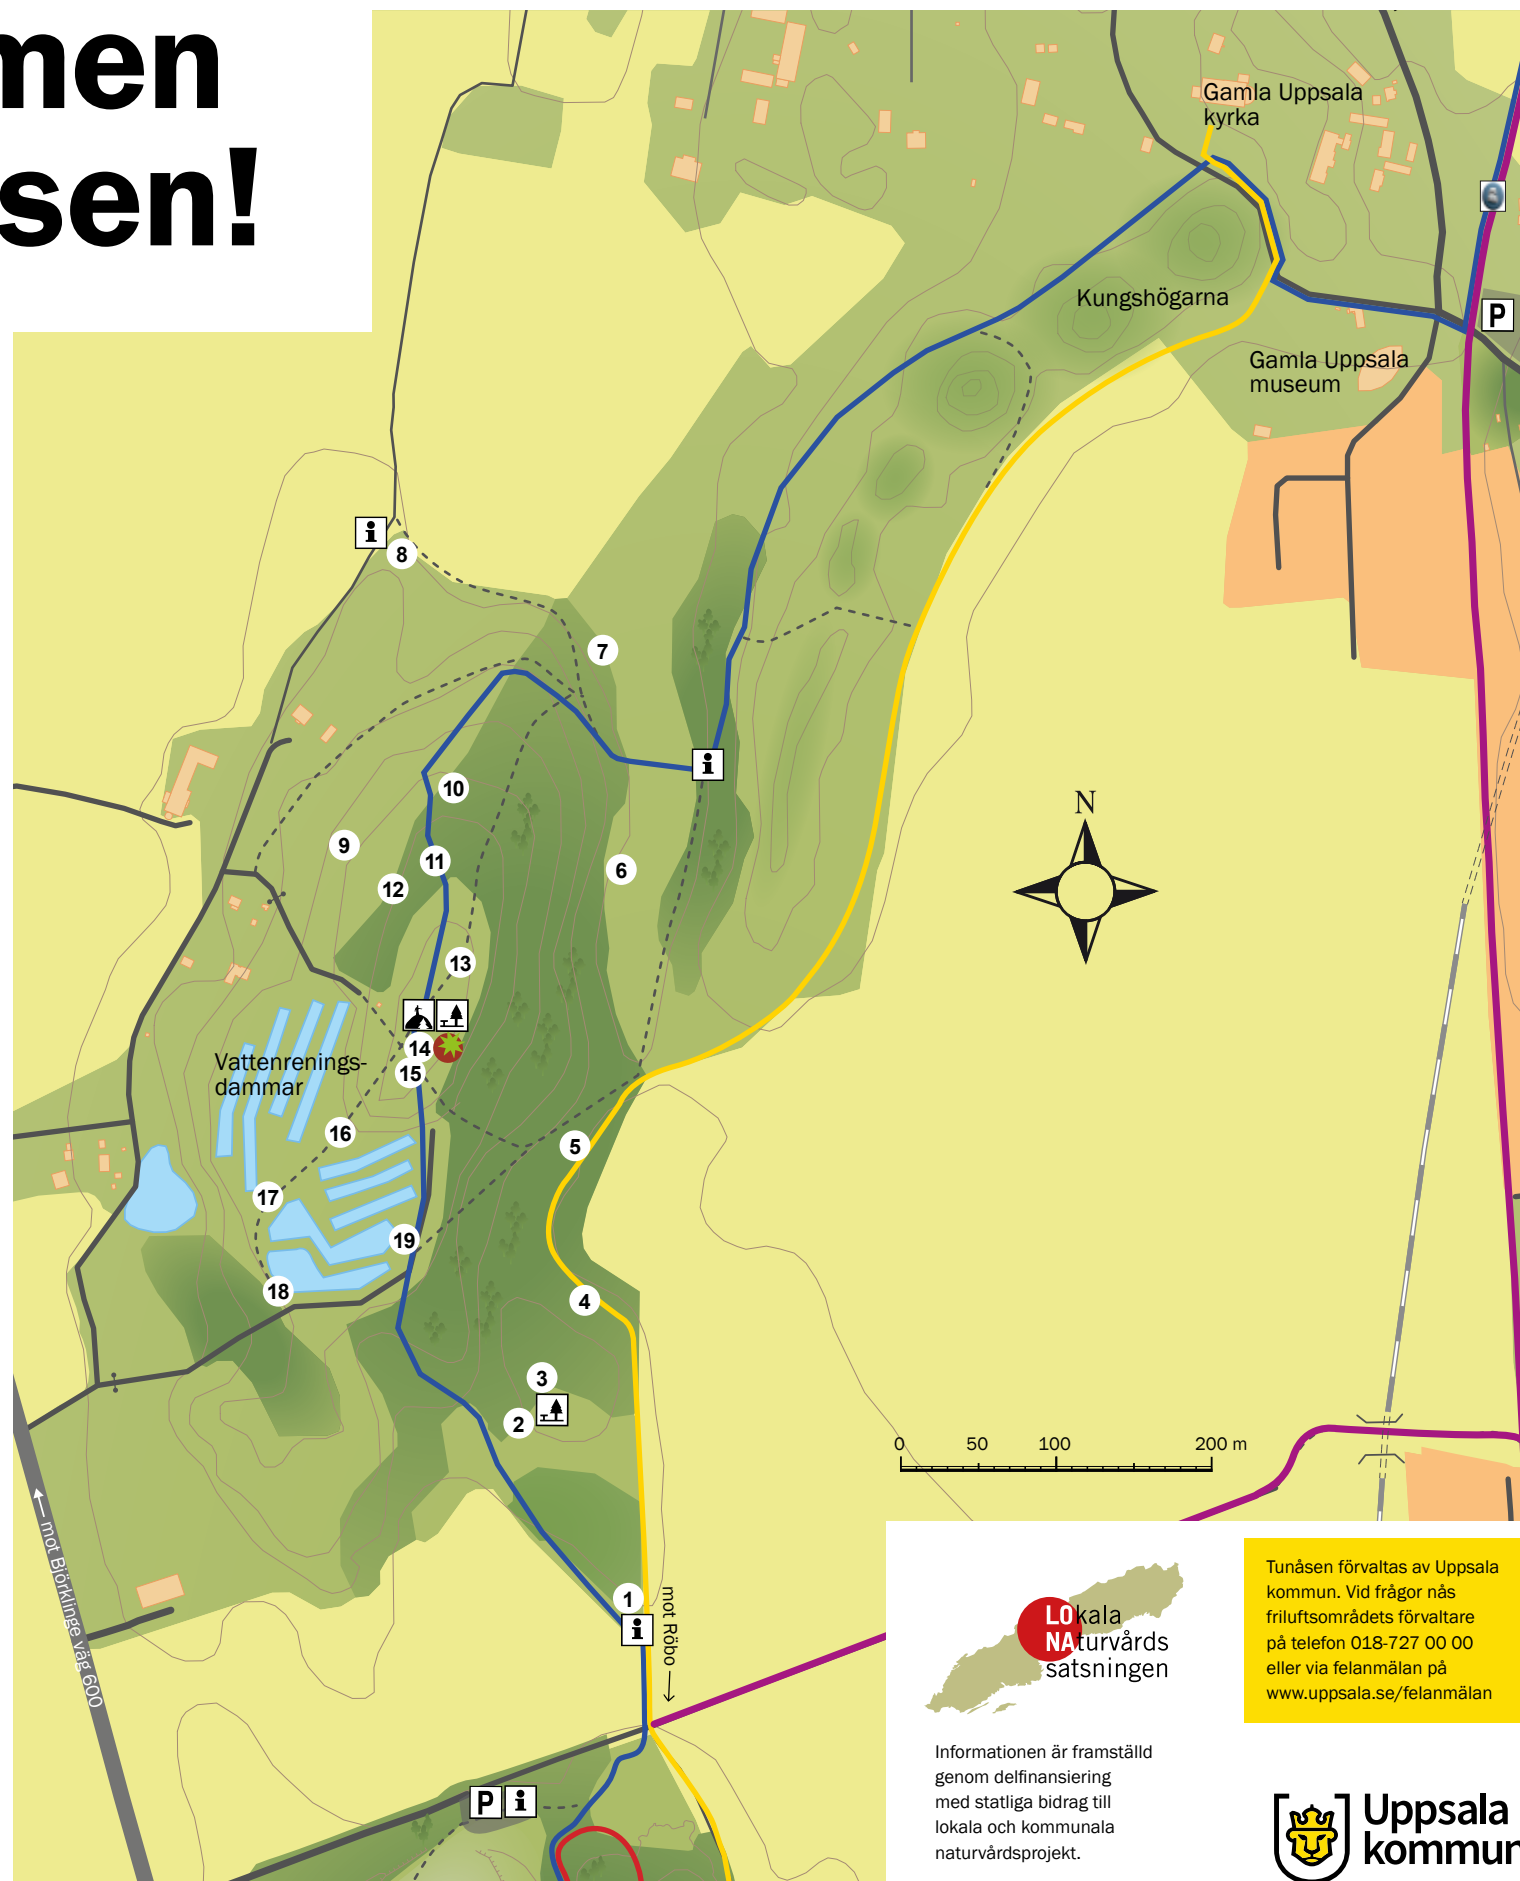 men
sen!
Gamla Uppsala
kyrka
Kungshögarna
P
Gamla Uppsala
museum
i
8
7
i
10
N
9
11
6
12
13
14
Vattenrenings-
dammar
15
16
5
17
19
18
4
3
2
0 50 100 200 m
mot Björklinge väg 600
1
i
mot Röbo
LOkala
NAturvårds
satsningen
Tunåsen förvaltas av Uppsala
kommun. Vid frågor nås
friluftsområdets förvaltare
på telefon 018-727 00 00
eller via felanmälan på
www.uppsala.se/felanmälan
Informationen är framställd
genom delfinansiering
med statliga bidrag till
lokala och kommunala
naturvårdsprojekt.
P i
Uppsala
kommun